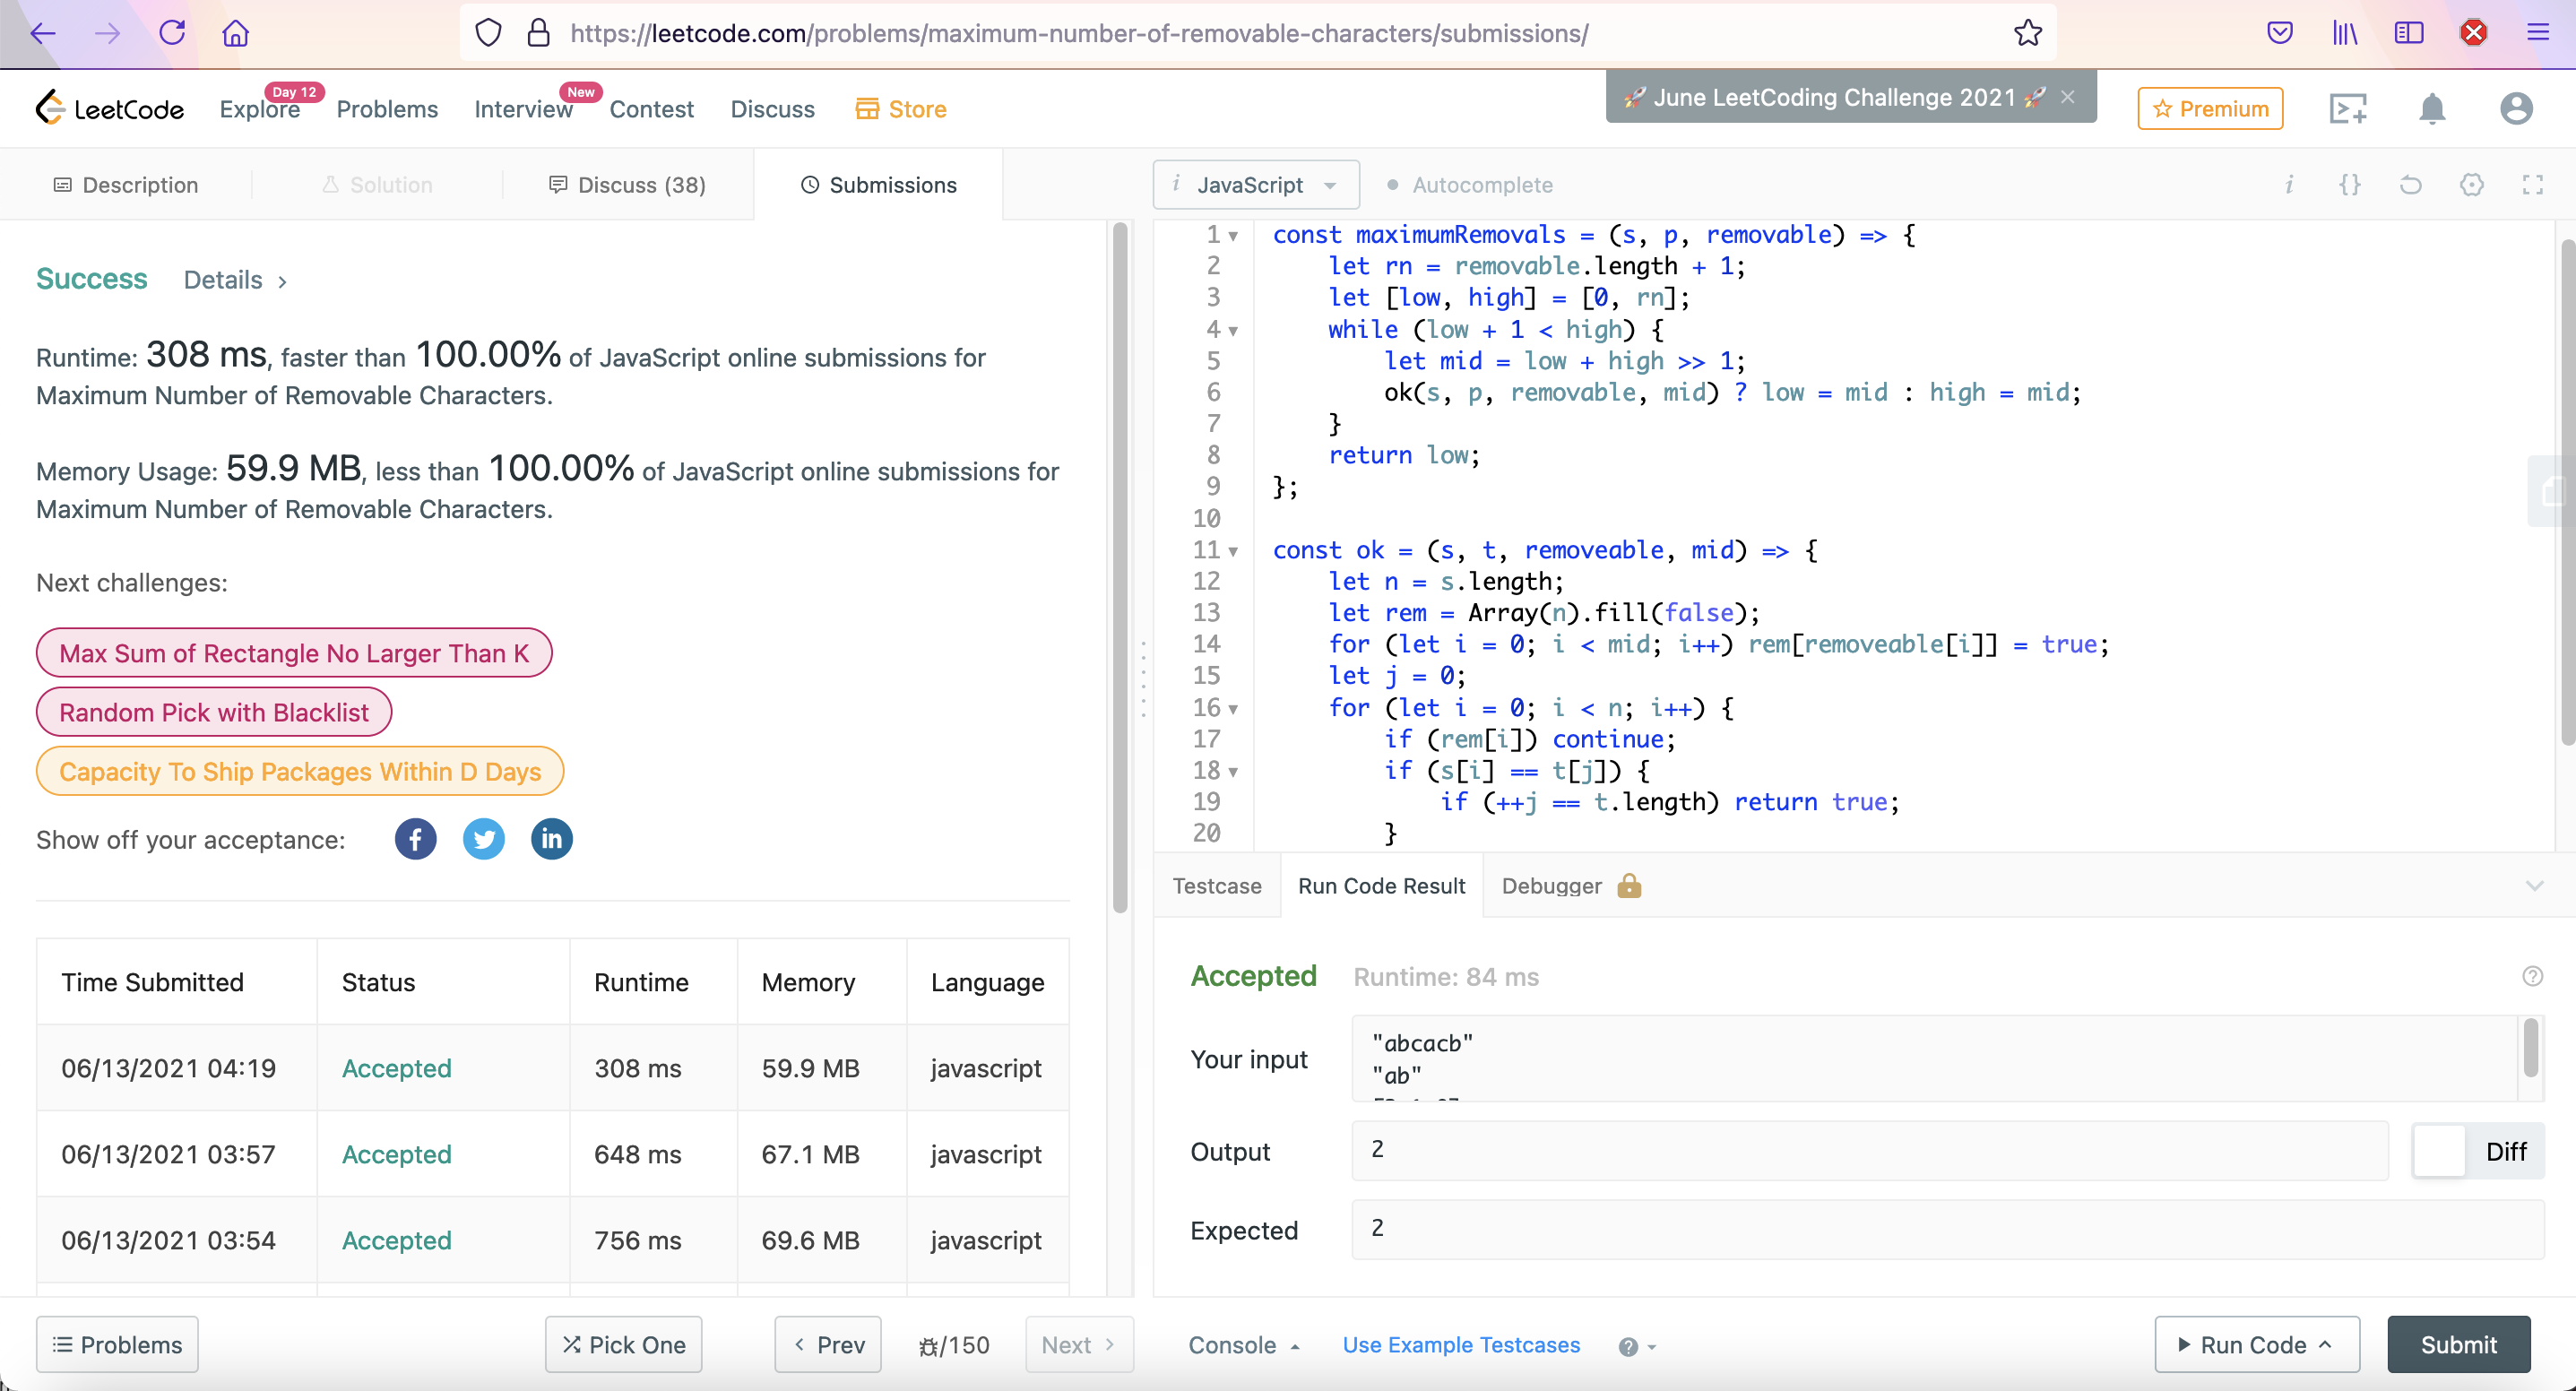 https://leetcode.com/problems/maximum-number-of-removable-characters/submissions/
LeetCode
Explore
Day 12
Problems
Interview
New
Contest
Discuss
Store
🚀 June LeetCoding Challenge 2021 🚀
Premium
Description
Solution
Discuss (38)
Submissions
Success
Details
Runtime: 308 ms, faster than 100.00% of JavaScript online submissions for
Maximum Number of Removable Characters.
Memory Usage: 59.9 MB, less than 100.00% of JavaScript online submissions for
Maximum Number of Removable Characters.
Next challenges:
Max Sum of Rectangle No Larger Than K
Random Pick with Blacklist
Capacity To Ship Packages Within D Days
Show off your acceptance:
Time Submitted Status Runtime Memory Language
06/13/2021 04:19 Accepted 308 ms 59.9 MB javascript
06/13/2021 03:57 Accepted 648 ms 67.1 MB javascript
06/13/2021 03:54 Accepted 756 ms 69.6 MB javascript
Problems
Pick One
Prev
/150
Next
i JavaScript
Autocomplete
1 const maximumRemovals = (s, p, removable) => {
2 let rn = removable.length + 1;
3 let [low, high] = [0, rn];
4 while (low + 1 < high) {
5 let mid = low + high >> 1;
6 ok(s, p, removable, mid) ? low = mid : high = mid;
7 }
8 return low;
9 };
10
11 const ok = (s, t, removeable, mid) => {
12 let n = s.length;
13 let rem = Array(n).fill(false);
14 for (let i = 0; i < mid; i++) rem[removeable[i]] = true;
15 let j = 0;
16 for (let i = 0; i < n; i++) {
17 if (rem[i]) continue;
18 if (s[i] == t[j]) {
19 if (++j == t.length) return true;
20 }
Testcase
Run Code Result
Debugger
Accepted
Runtime: 84 ms
Your input
"abcacb"
"ab"
Output
2
Diff
Expected
2
Console
Use Example Testcases
Run Code
Submit